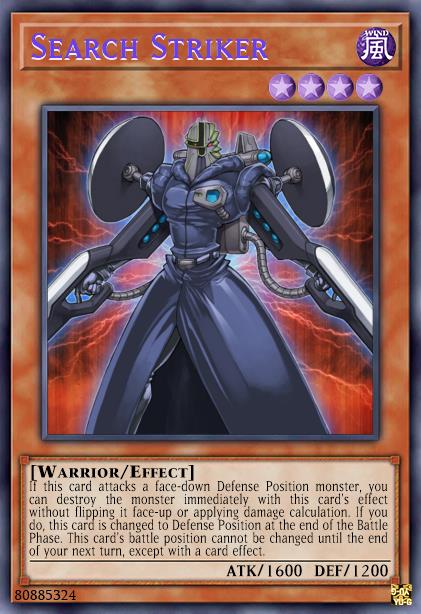 Search Striker
WIND
風
[Warrior/Effect]
If this card attacks a face-down Defense Position monster, you
can destroy the monster immediately with this card's effect
without flipping it face-up or applying damage calculation. If you
do, this card is changed to Defense Position at the end of the Battle
Phase. This card's battle position cannot be changed until the end
of your next turn, except with a card effect.
ATK/1600 DEF/1200
80885324